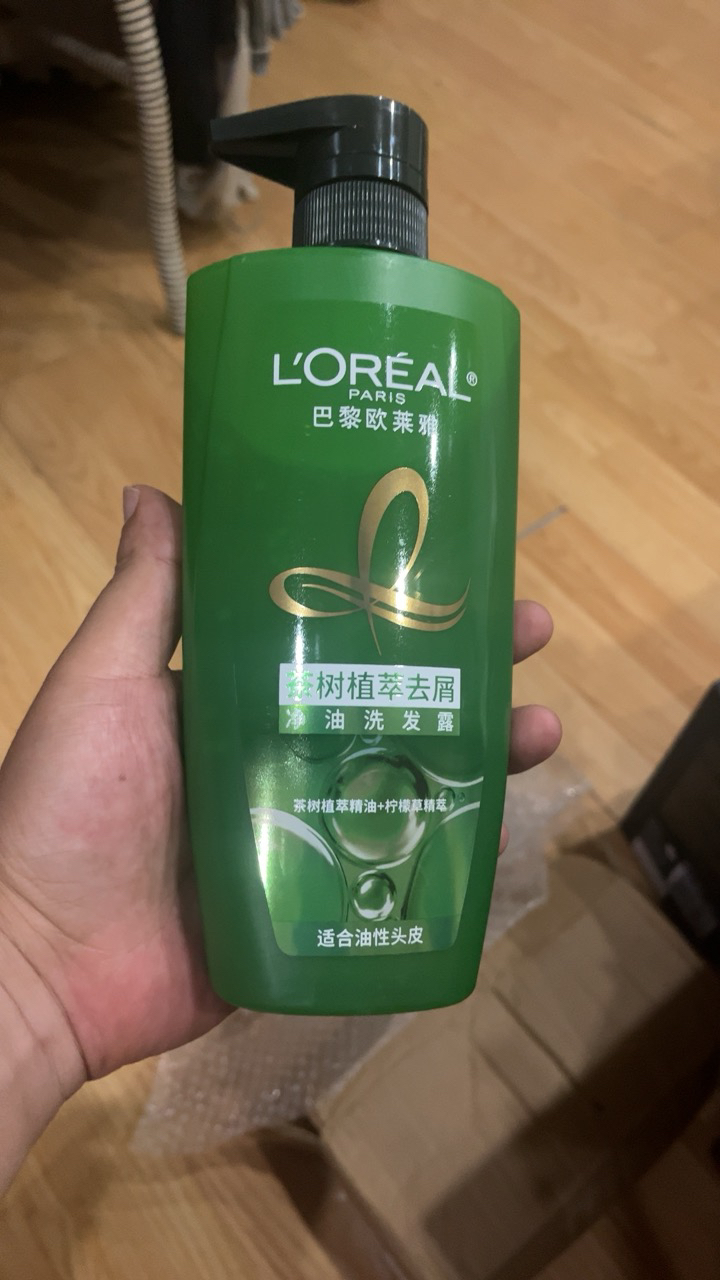 L'ORÉAL®
PARIS
巴黎欧莱雅
茶树植萃去屑
净油洗发露
茶树植萃精油+柠檬草精萃
适合油性头皮